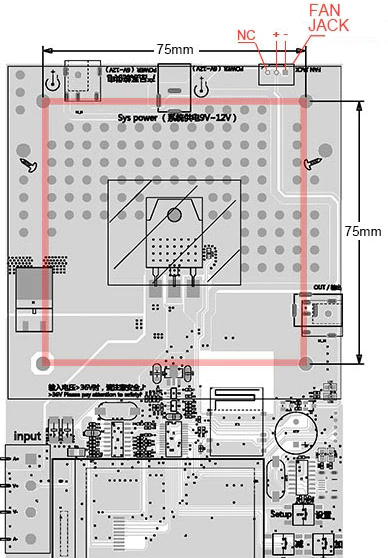 FAN
JACK
NC + -
75mm
Sys power （系统供电9V~12V）
75mm
OUT / 输出
输入电压>36V时，请注意安全！
>36V Please pay attention to safety!
input
A+
V+
V-
A-
Setup 设置
减
加